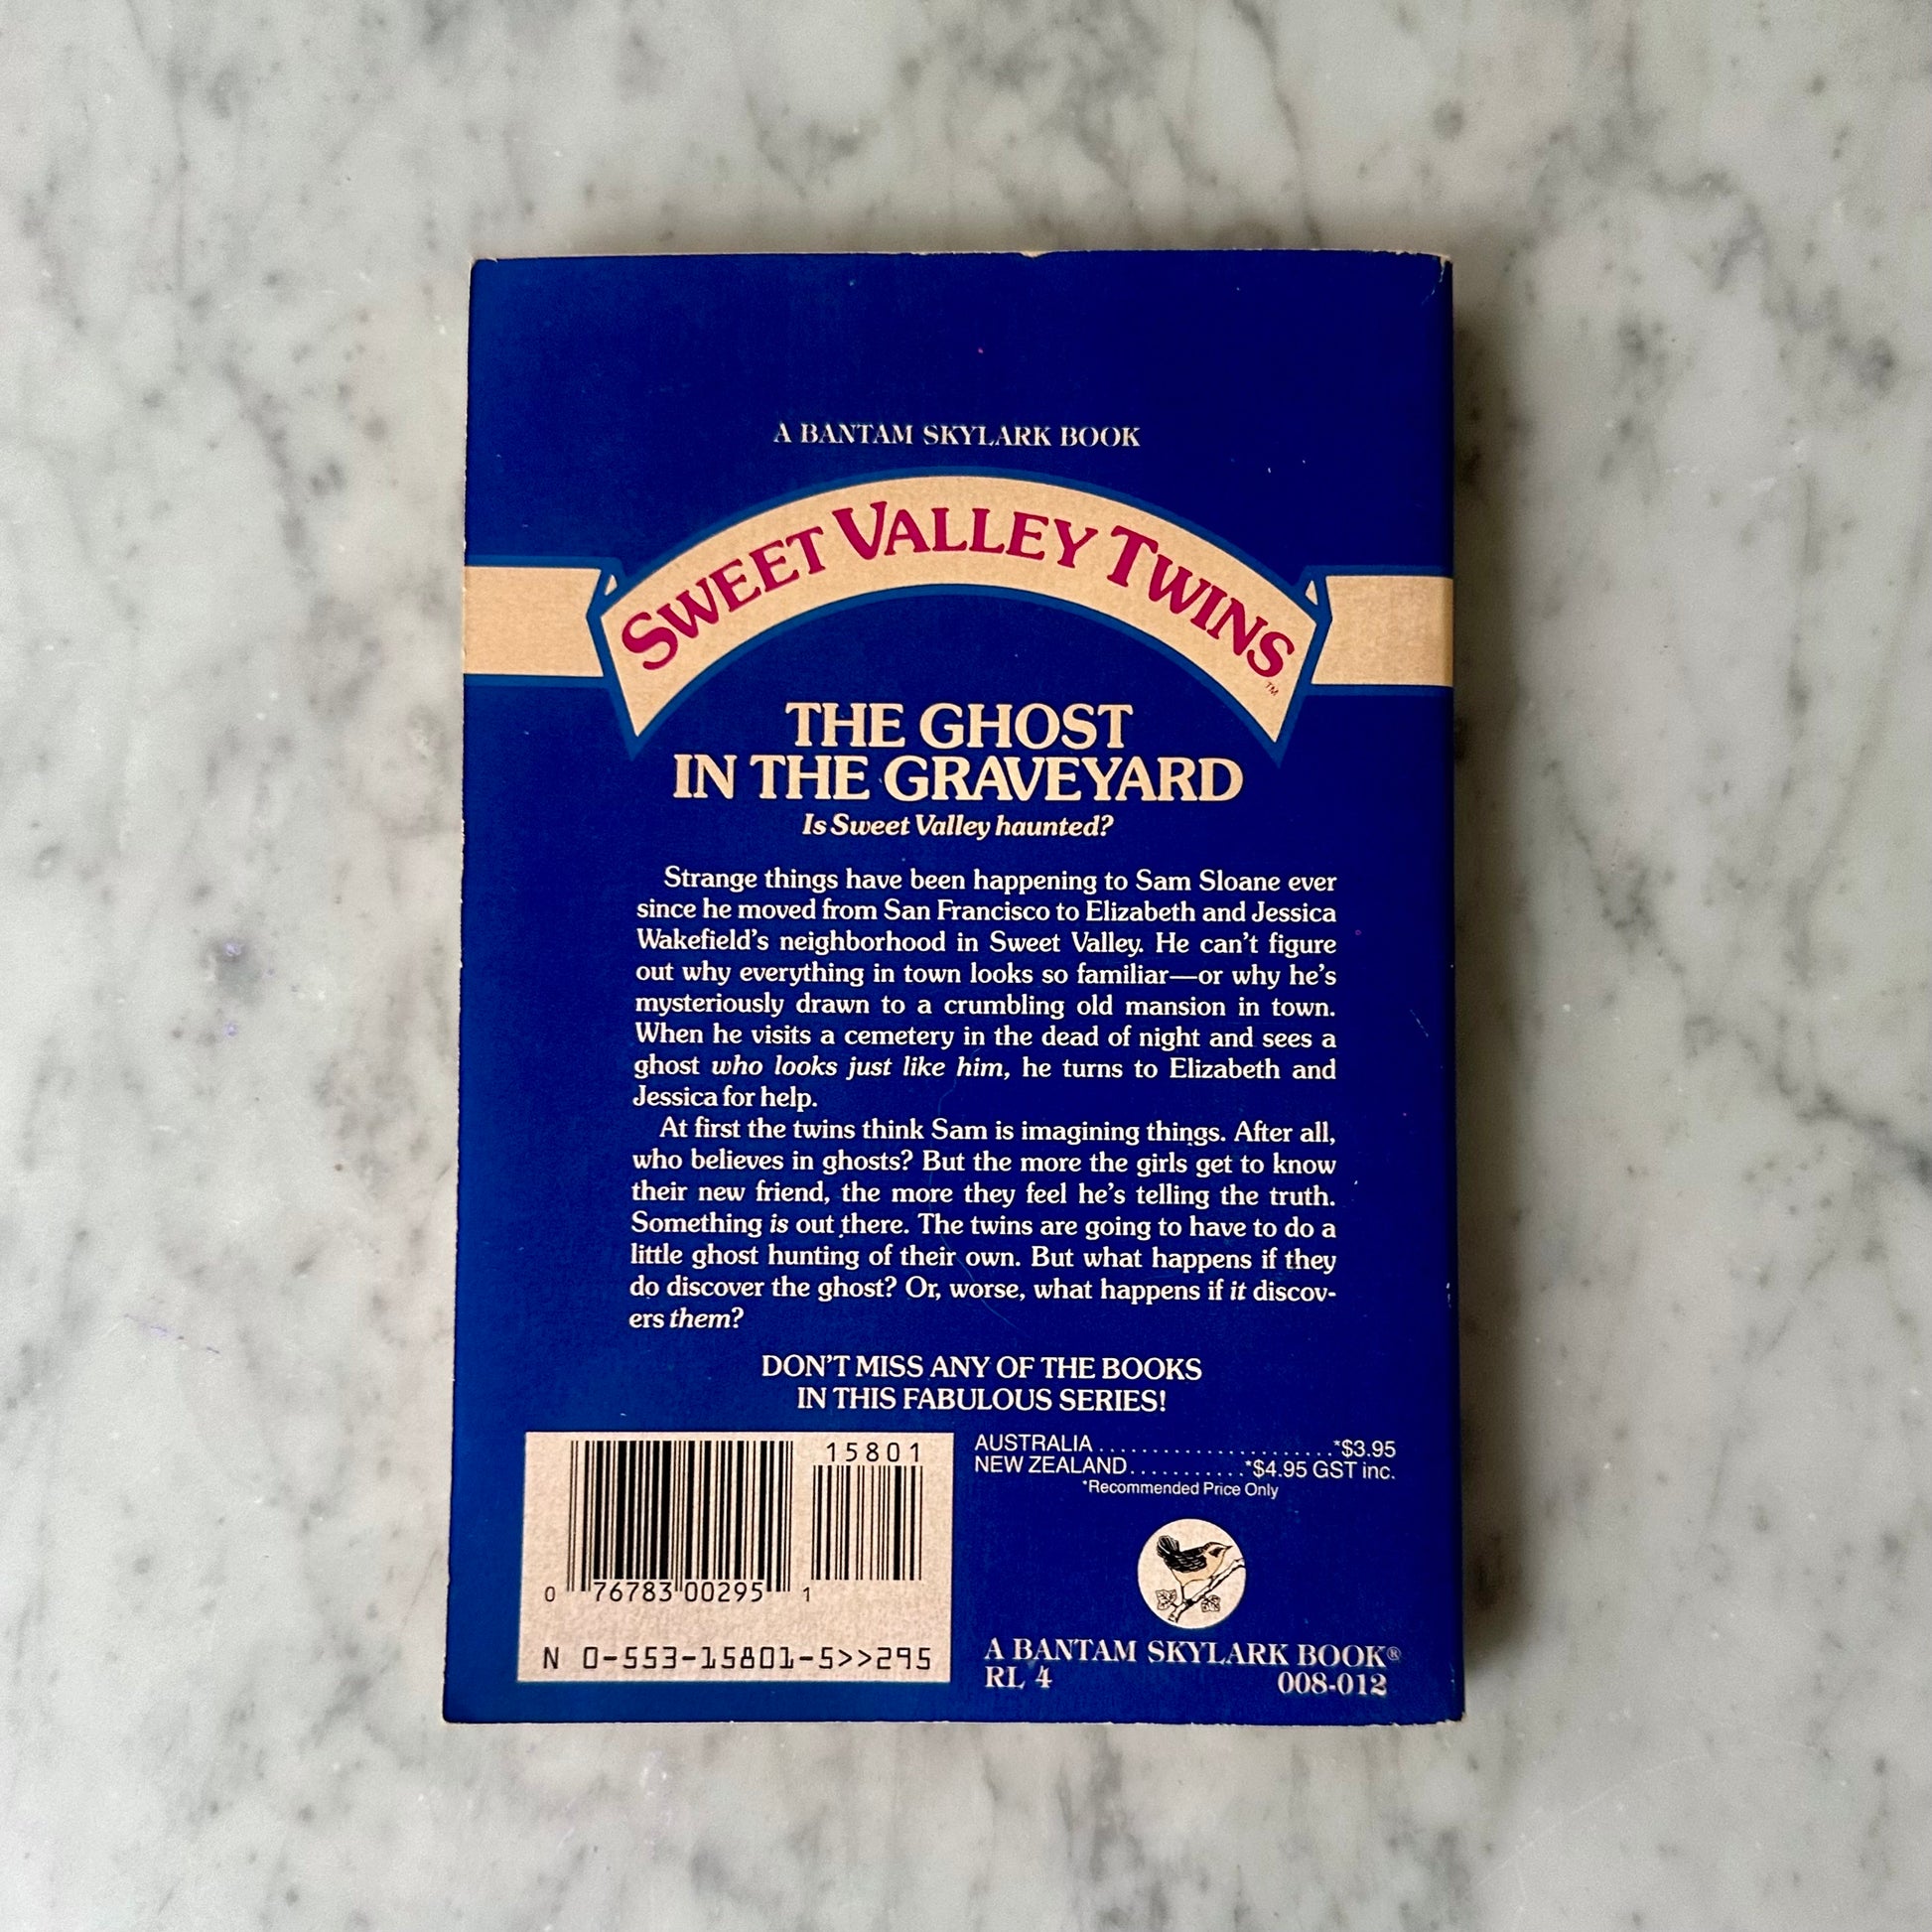 A BANTAM SKYLARK BOOK
SWEET VALLEY TWINS™
THE GHOST
IN THE GRAVEYARD
Is Sweet Valley haunted?
Strange things have been happening to Sam Sloane ever
since he moved from San Francisco to Elizabeth and Jessica
Wakefield's neighborhood in Sweet Valley. He can't figure
out why everything in town looks so familiar—or why he's
mysteriously drawn to a crumbling old mansion in town.
When he visits a cemetery in the dead of night and sees a
ghost who looks just like him, he turns to Elizabeth and
Jessica for help.
At first the twins think Sam is imagining things. After all,
who believes in ghosts? But the more the girls get to know
their new friend, the more they feel he's telling the truth.
Something is out there. The twins are going to have to do a
little ghost hunting of their own. But what happens if they
do discover the ghost? Or, worse, what happens if it discov-
ers them?
DON'T MISS ANY OF THE BOOKS
IN THIS FABULOUS SERIES!
15801
0 76783 00295 1
N 0-553-15801-5>>295
AUSTRALIA ......................*$3.95
NEW ZEALAND...........*$4.95 GST inc.
*Recommended Price Only
A BANTAM SKYLARK BOOK®
RL 4 008-012